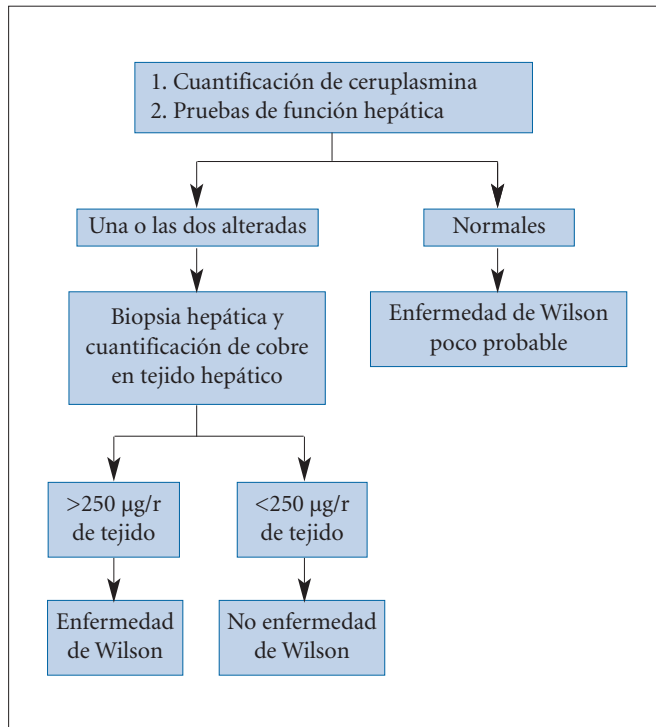 1. Cuantificación de ceruplasmina
2. Pruebas de función hepática
Una o las dos alteradas
Normales
Biopsia hepática y
cuantificación de cobre
en tejido hepático
Enfermedad de Wilson
poco probable
>250 µg/r
de tejido
<250 µg/r
de tejido
Enfermedad
de Wilson
No enfermedad
de Wilson